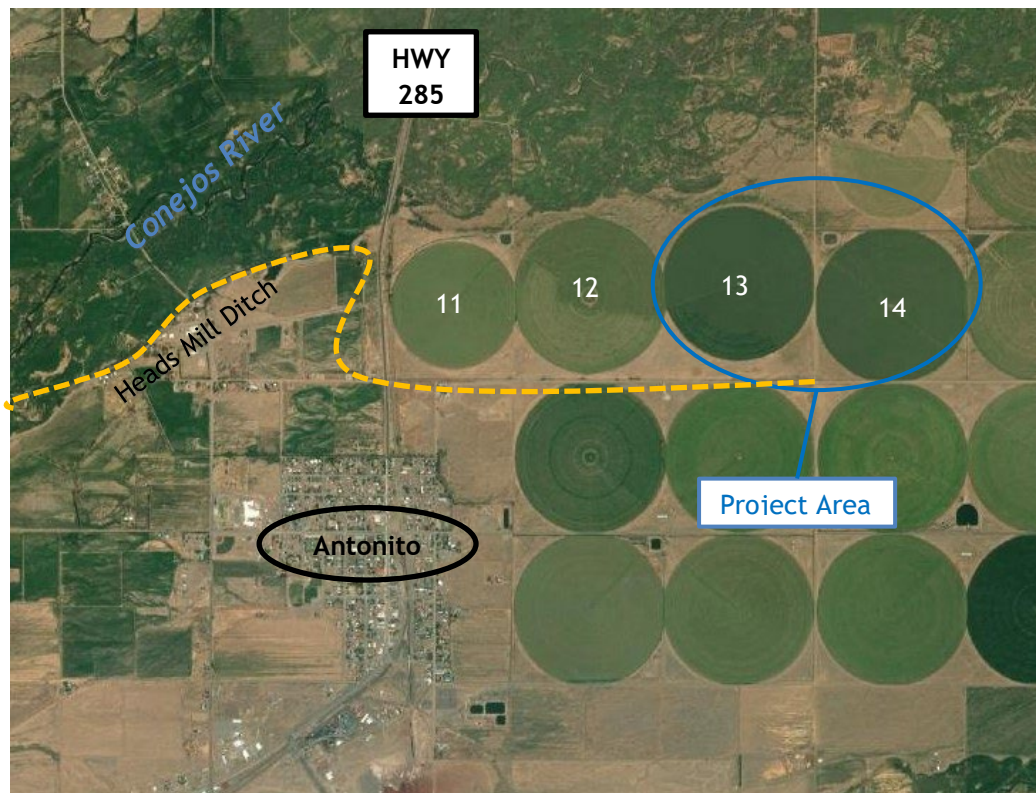 HWY
285
Conejos River
Heads Mill Ditch
11
12
13
14
Project Area
Antonito